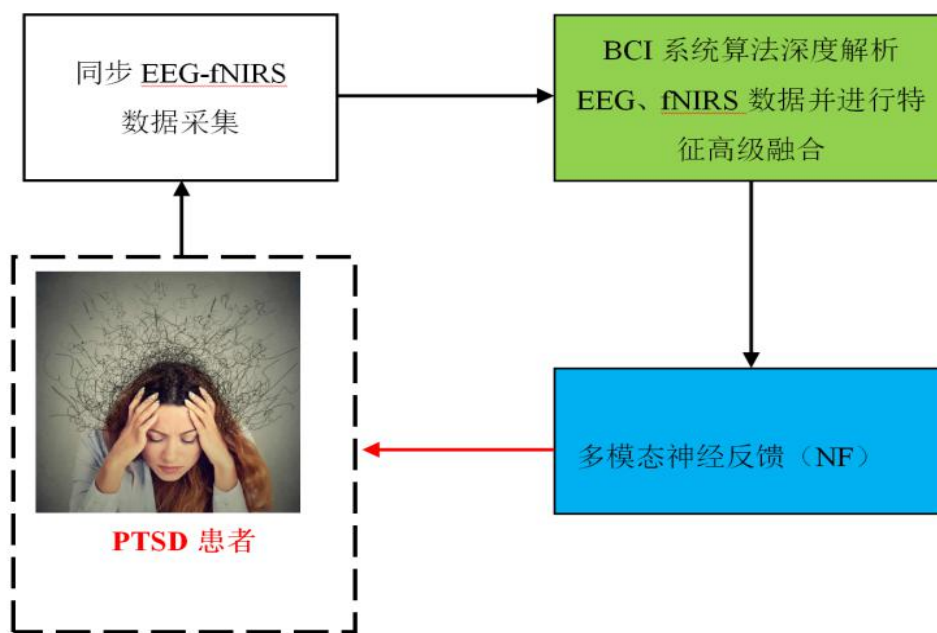 同步 EEG-fNIRS
数据采集
BCI 系统算法深度解析
EEG、fNIRS 数据并进行特
征高级融合
多模态神经反馈（NF）
PTSD 患者